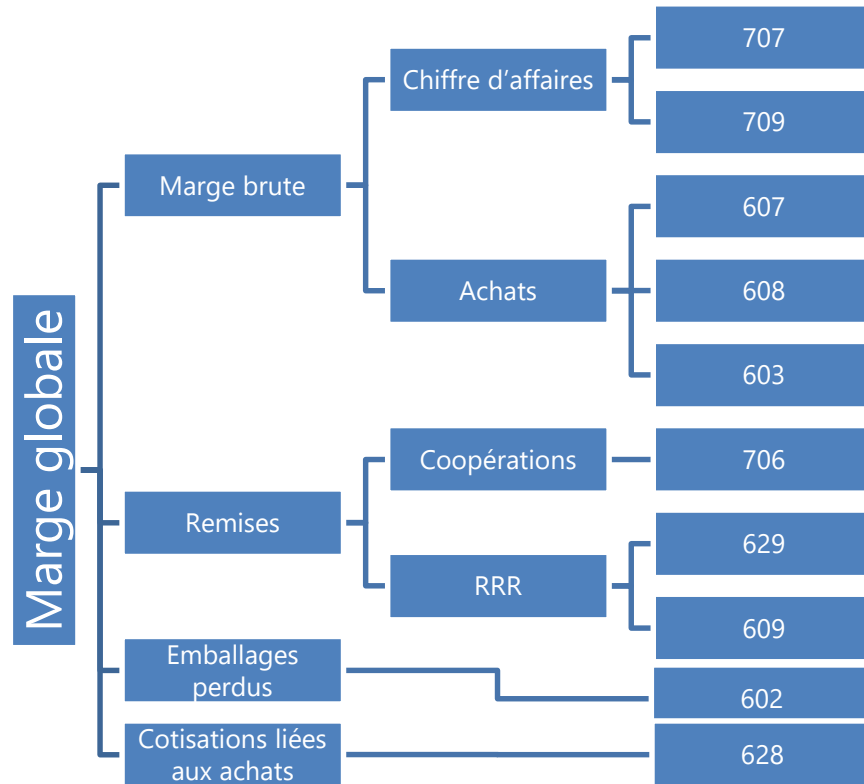 Marge globale
Marge brute
Chiffre d'affaires
707
709
Achats
607
608
603
Remises
Coopérations
706
RRR
629
609
Emballages
perdus
602
Cotisations liées
aux achats
628